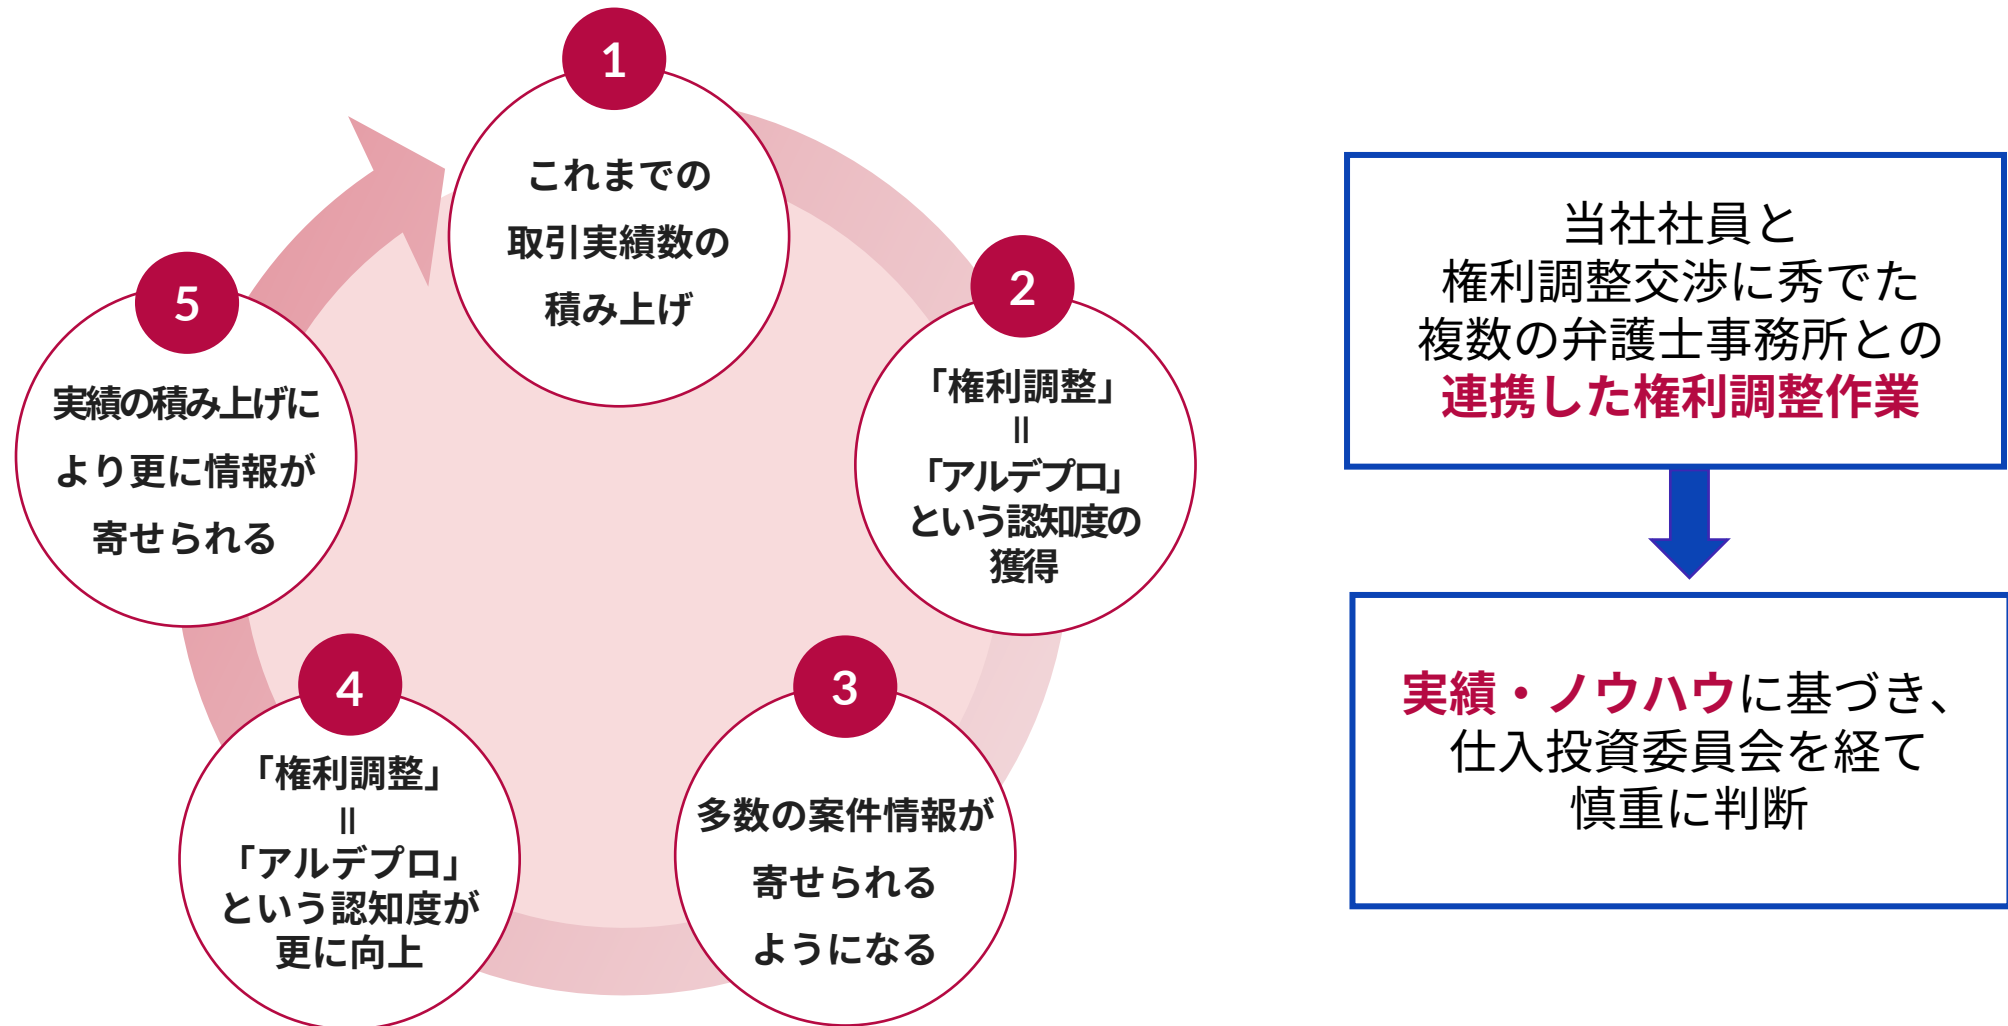 1
これまでの
取引実績数の
積み上げ
2
「権利調整」
＝
「アルデプロ」
という認知度の
獲得
3
多数の案件情報が
寄せられる
ようになる
4
「権利調整」
＝
「アルデプロ」
という認知度が
更に向上
5
実績の積み上げに
より更に情報が
寄せられる
当社社員と
権利調整交渉に秀でた
複数の弁護士事務所との
連携した権利調整作業
実績・ノウハウに基づき、
仕入投資委員会を経て
慎重に判断